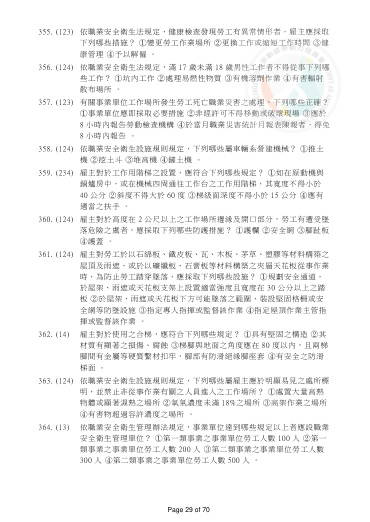 355. (123) 依職業安全衛生法規定，健康檢查發現勞工有異常情形者，雇主應採取
下列哪些措施？ ①變更勞工作業場所 ②更換工作或縮短工作時間 ③健
康管理 ④予以解僱 。
356. (124) 依職業安全衛生法規定，滿 17 歲未滿 18 歲男性工作者不得從事下列哪
些工作？ ①坑內工作 ②處理易燃性物質 ③有機溶劑作業 ④有害輻射
散布場所 。
357. (123) 有關事業單位工作場所發生勞工死亡職業災害之處理，下列哪些正確？
①事業單位應即採取必要措施 ②非經許可不得移動或破壞現場 ③應於
8 小時內報告勞動檢查機構 ④於當月職業災害統計月報表陳報者，得免
8 小時內報告 。
358. (124) 依職業安全衛生設施規則規定，下列哪些屬車輛系營建機械？ ①推土
機 ②挖土斗 ③堆高機 ④鏟土機 。
359. (134) 雇主對於工作用階梯之設置，應符合下列哪些規定？ ①如在原動機與
鍋爐房中，或在機械四周通往工作台之工作用階梯，其寬度不得小於
40 公分 ②斜度不得大於 60 度 ③梯級面深度不得小於 15 公分 ④應有
適當之扶手 。
360. (124) 雇主對於高度在 2 公尺以上之工作場所邊緣及開口部分，勞工有遭受墜
落危險之虞者，應採取下列哪些防護措施？ ①護欄 ②安全網 ③腳趾板
④護蓋 。
361. (124) 雇主對勞工於以石綿板、鐵皮板、瓦、木板、茅草、塑膠等材料構築之
屋頂及雨遮，或於以礦纖板、石膏板等材料構築之夾層天花板從事作業
時，為防止勞工踏穿墜落，應採取下列哪些設施？ ①規劃安全通道，
於屋架、雨遮或天花板支架上設置適當強度且寬度在 30 公分以上之踏
板 ②於屋架、雨遮或天花板下方可能墜落之範圍，裝設堅固格柵或安
全網等防墜設施 ③指定專人指揮或監督該作業 ④指定屋頂作業主管指
揮或監督該作業 。
362. (14) 雇主對於使用之合梯，應符合下列哪些規定？ ①具有堅固之構造 ②其
材質有顯著之損傷、腐蝕 ③梯腳與地面之角度應在 80 度以內，且兩梯
腳間有金屬等硬質繫材扣牢，腳部有防滑絕緣腳座套 ④有安全之防滑
梯面 。
363. (124) 依職業安全衛生設施規則規定，下列哪些屬雇主應於明顯易見之處所標
明，並禁止非從事作業有關之人員進入之工作場所？ ①處置大量高熱
物體或顯著濕熱之場所 ②氧氣濃度未滿 18%之場所 ③高架作業之場所
④有害物超過容許濃度之場所 。
364. (13) 依職業安全衛生管理辦法規定，事業單位達到哪些規定以上者應設職業
安全衛生管理單位？ ①第一類事業之事業單位勞工人數 100 人 ②第一
類事業之事業單位勞工人數 200 人 ③第二類事業之事業單位勞工人數
300 人 ④第二類事業之事業單位勞工人數 500 人 。
Page 29 of 70